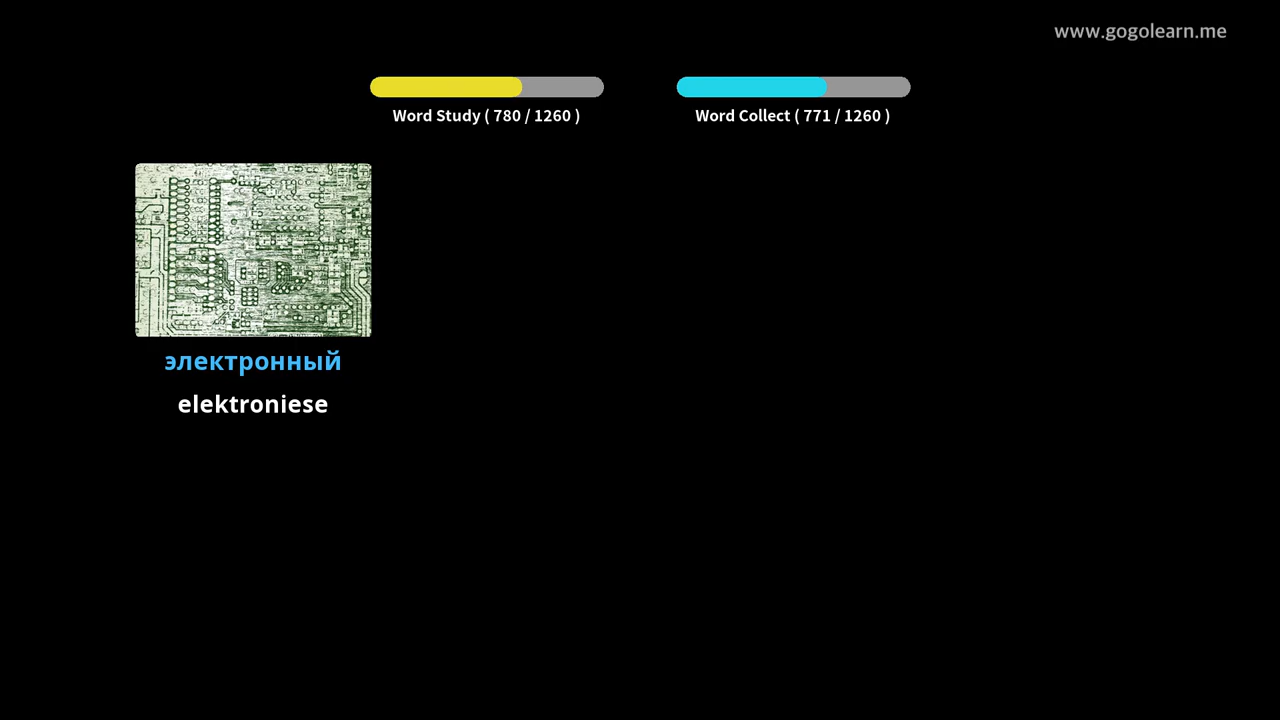 www.gogolearn.me
Word Study ( 780 / 1260 )
Word Collect ( 771 / 1260 )
электронный
elektroniese